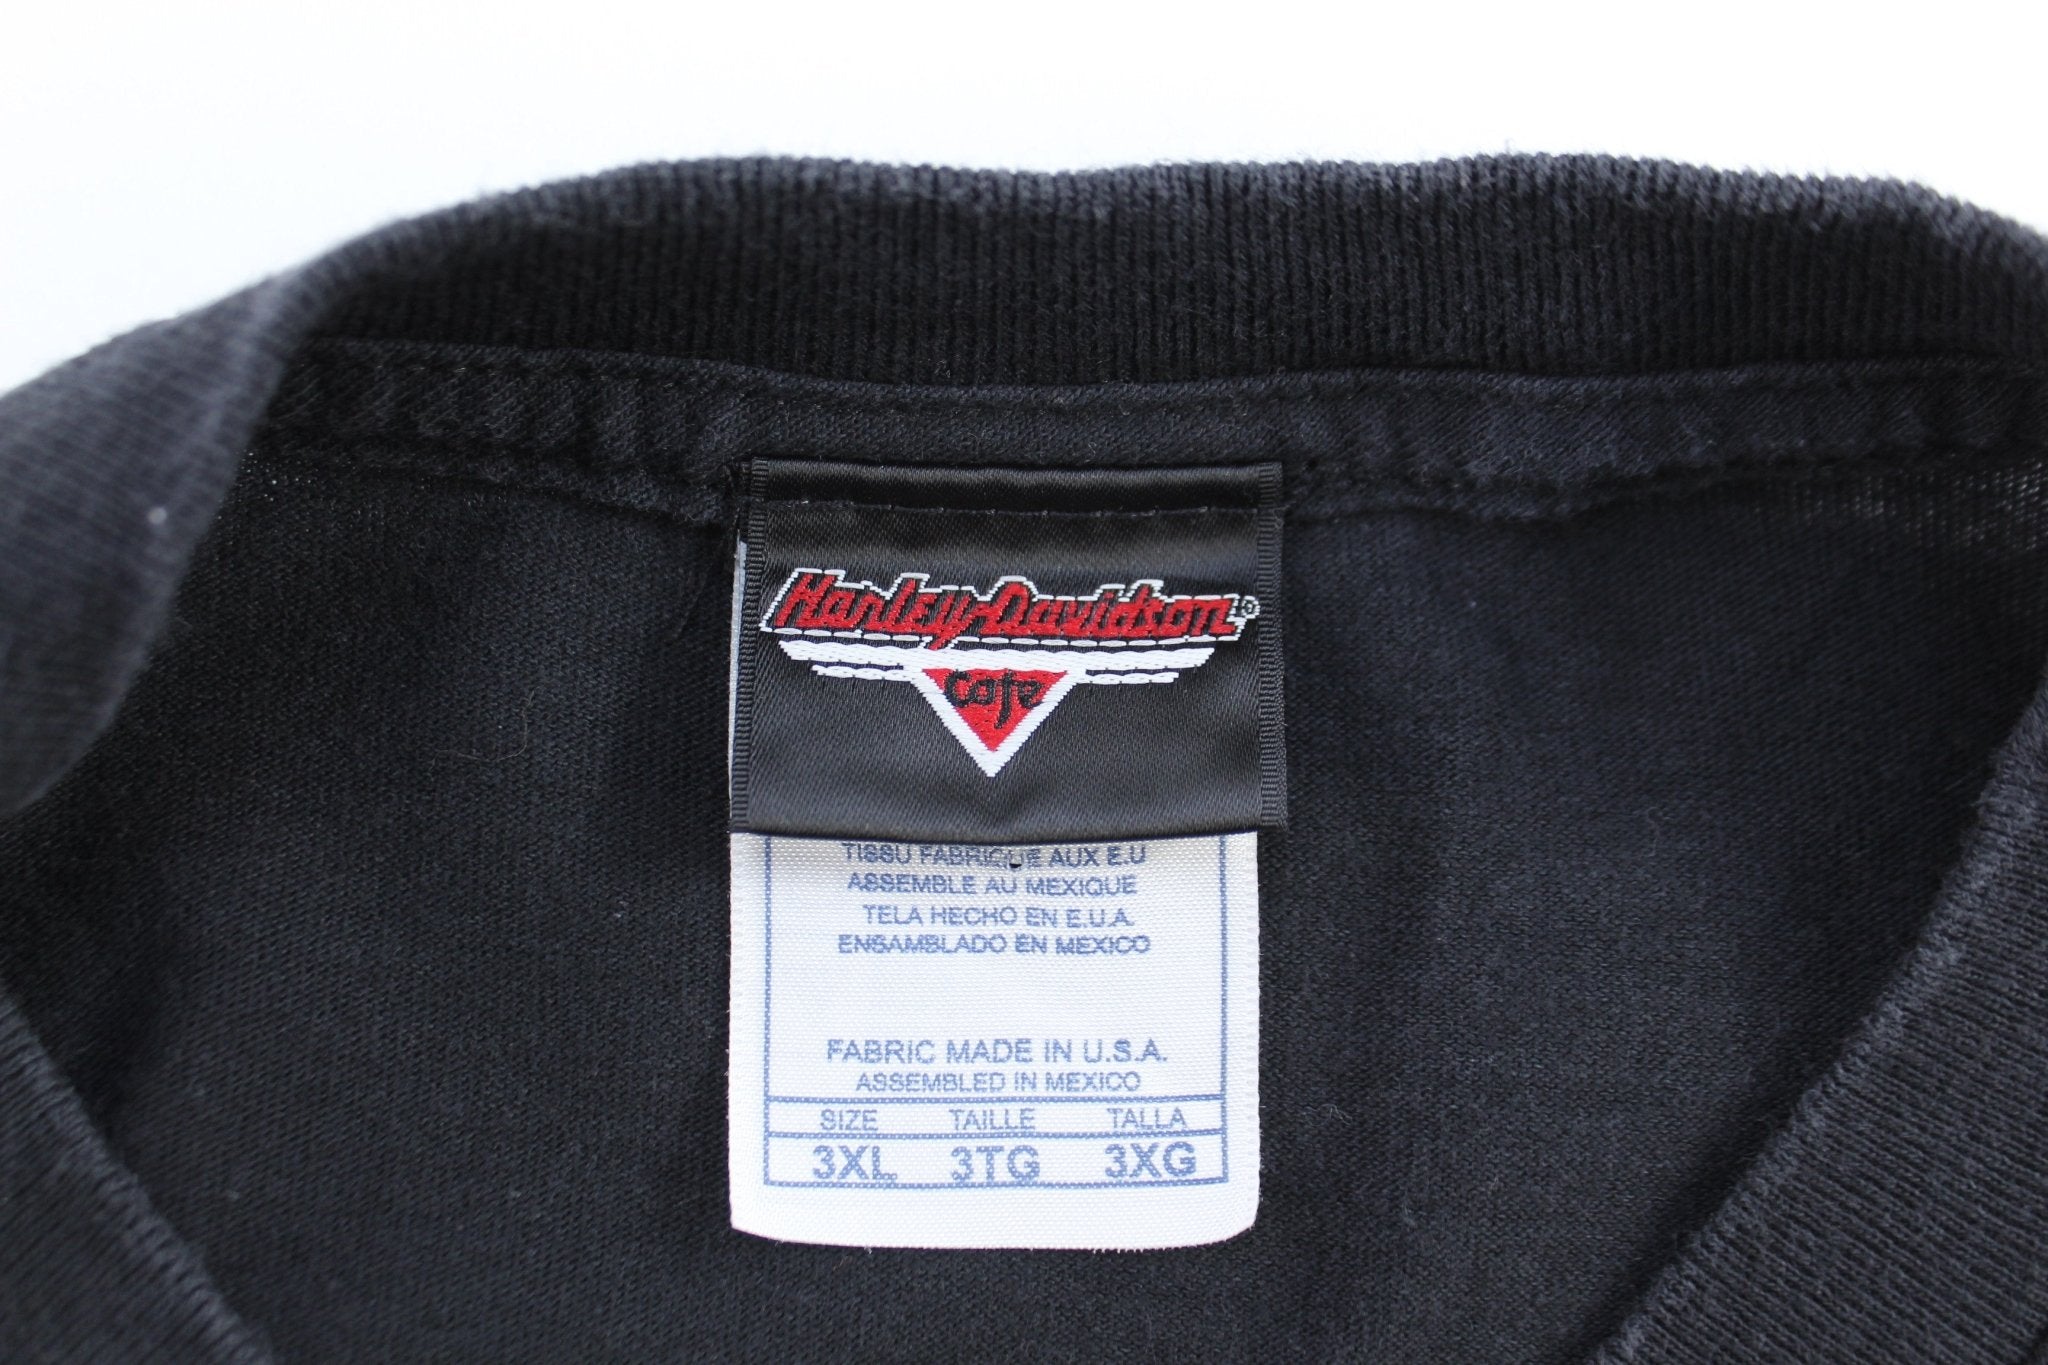 Harley-Davidson®
Cafe
TISSU FABRIQUE AUX E.U
ASSEMBLE AU MEXIQUE
TELA HECHO EN E.U.A.
ENSAMBLADO EN MEXICO
FABRIC MADE IN U.S.A.
ASSEMBLED IN MEXICO
SIZE TAILLE TALLA
3XL 3TG 3XG